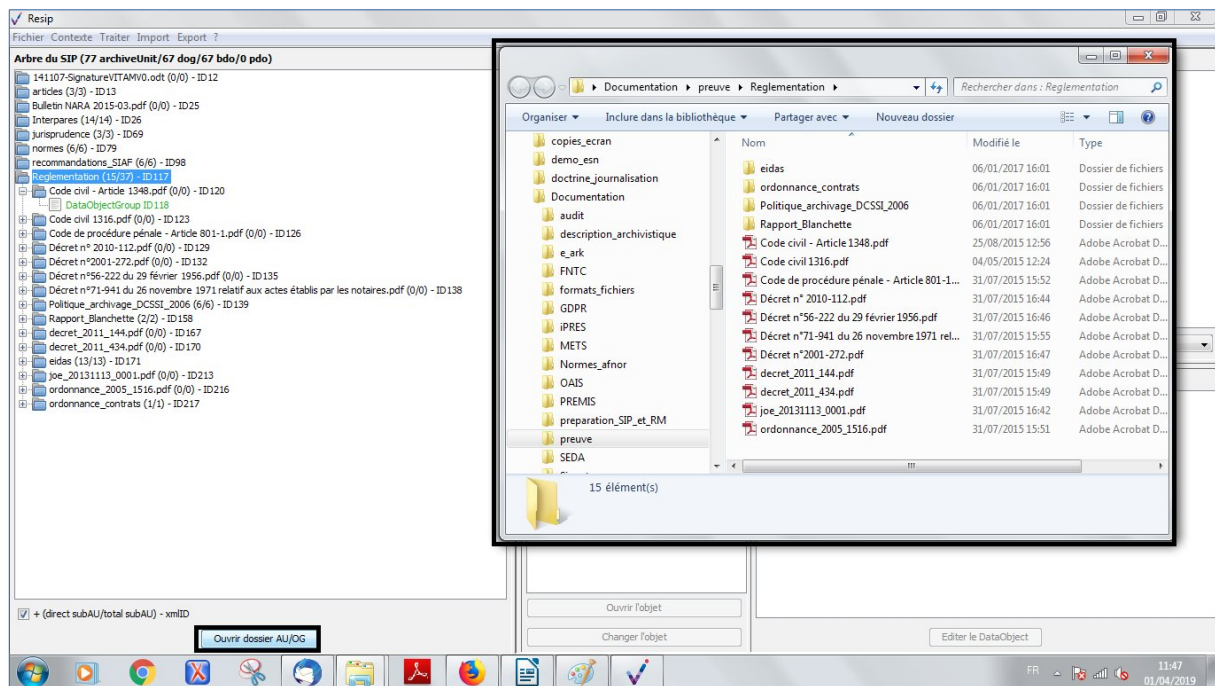 Resip
Fichier Contexte Traiter Import Export ?
Arbre du SIP (77 archiveUnit/67 dog/67 bdo/0 pdo)
141107-SignatureVITAMV0.odt (0/0) - ID12
articles (3/3) - ID13
Bulletin NARA 2015-03.pdf (0/0) - ID25
Interpares (14/14) - ID26
jurisprudence (3/3) - ID69
normes (6/6) - ID79
recommandations_SIAF (6/6) - ID98
Reglementation (15/37) - ID117
Code civil - Article 1348.pdf (0/0) - ID120
DataObjectGroup ID118
Code civil 1316.pdf (0/0) - ID123
Code de procédure pénale - Article 801-1.pdf (0/0) - ID126
Décret n° 2010-112.pdf (0/0) - ID129
Décret n°2001-272.pdf (0/0) - ID132
Décret n°56-222 du 29 février 1956.pdf (0/0) - ID135
Décret n°71-941 du 26 novembre 1971 relatif aux actes établis par les notaires.pdf (0/0) - ID138
Politique_archivage_DCSSI_2006 (6/6) - ID139
Rapport_Blanchette (2/2) - ID158
decret_2011_144.pdf (0/0) - ID167
decret_2011_434.pdf (0/0) - ID170
eidas (13/13) - ID171
joe_20131113_0001.pdf (0/0) - ID213
ordonnance_2005_1516.pdf (0/0) - ID216
ordonnance_contrats (1/1) - ID217
+ (direct subAU/total subAU) - xmlID
Ouvrir dossier AU/OG
Documentation preuve Reglementation
Rechercher dans : Reglementation
Organiser Inclure dans la bibliothèque Partager avec Nouveau dossier
copies_ecran
demo_esn
doctrine_journalisation
Documentation
audit
description_archivistique
e_ark
FNTC
formats_fichiers
GDPR
iPRES
METS
Normes_afnor
OAIS
PREMIS
preparation_SIP_et_RM
preuve
SEDA
Nom Modifié le Type
eidas 06/01/2017 16:01 Dossier de fichiers
ordonnance_contrats 06/01/2017 16:01 Dossier de fichiers
Politique_archivage_DCSSI_2006 06/01/2017 16:01 Dossier de fichiers
Rapport_Blanchette 06/01/2017 16:01 Dossier de fichiers
Code civil - Article 1348.pdf 25/08/2015 12:56 Adobe Acrobat D...
Code civil 1316.pdf 04/05/2015 12:24 Adobe Acrobat D...
Code de procédure pénale - Article 801-1... 31/07/2015 15:52 Adobe Acrobat D...
Décret n° 2010-112.pdf 31/07/2015 16:44 Adobe Acrobat D...
Décret n°56-222 du 29 février 1956.pdf 31/07/2015 16:46 Adobe Acrobat D...
Décret n°71-941 du 26 novembre 1971 rel... 31/07/2015 15:55 Adobe Acrobat D...
Décret n°2001-272.pdf 31/07/2015 16:47 Adobe Acrobat D...
decret_2011_144.pdf 31/07/2015 15:49 Adobe Acrobat D...
decret_2011_434.pdf 31/07/2015 15:49 Adobe Acrobat D...
joe_20131113_0001.pdf 31/07/2015 16:42 Adobe Acrobat D...
ordonnance_2005_1516.pdf 31/07/2015 15:51 Adobe Acrobat D...
15 élément(s)
Ouvrir l'objet
Changer l'objet
Editer le DataObject
FR
11:47
01/04/2019